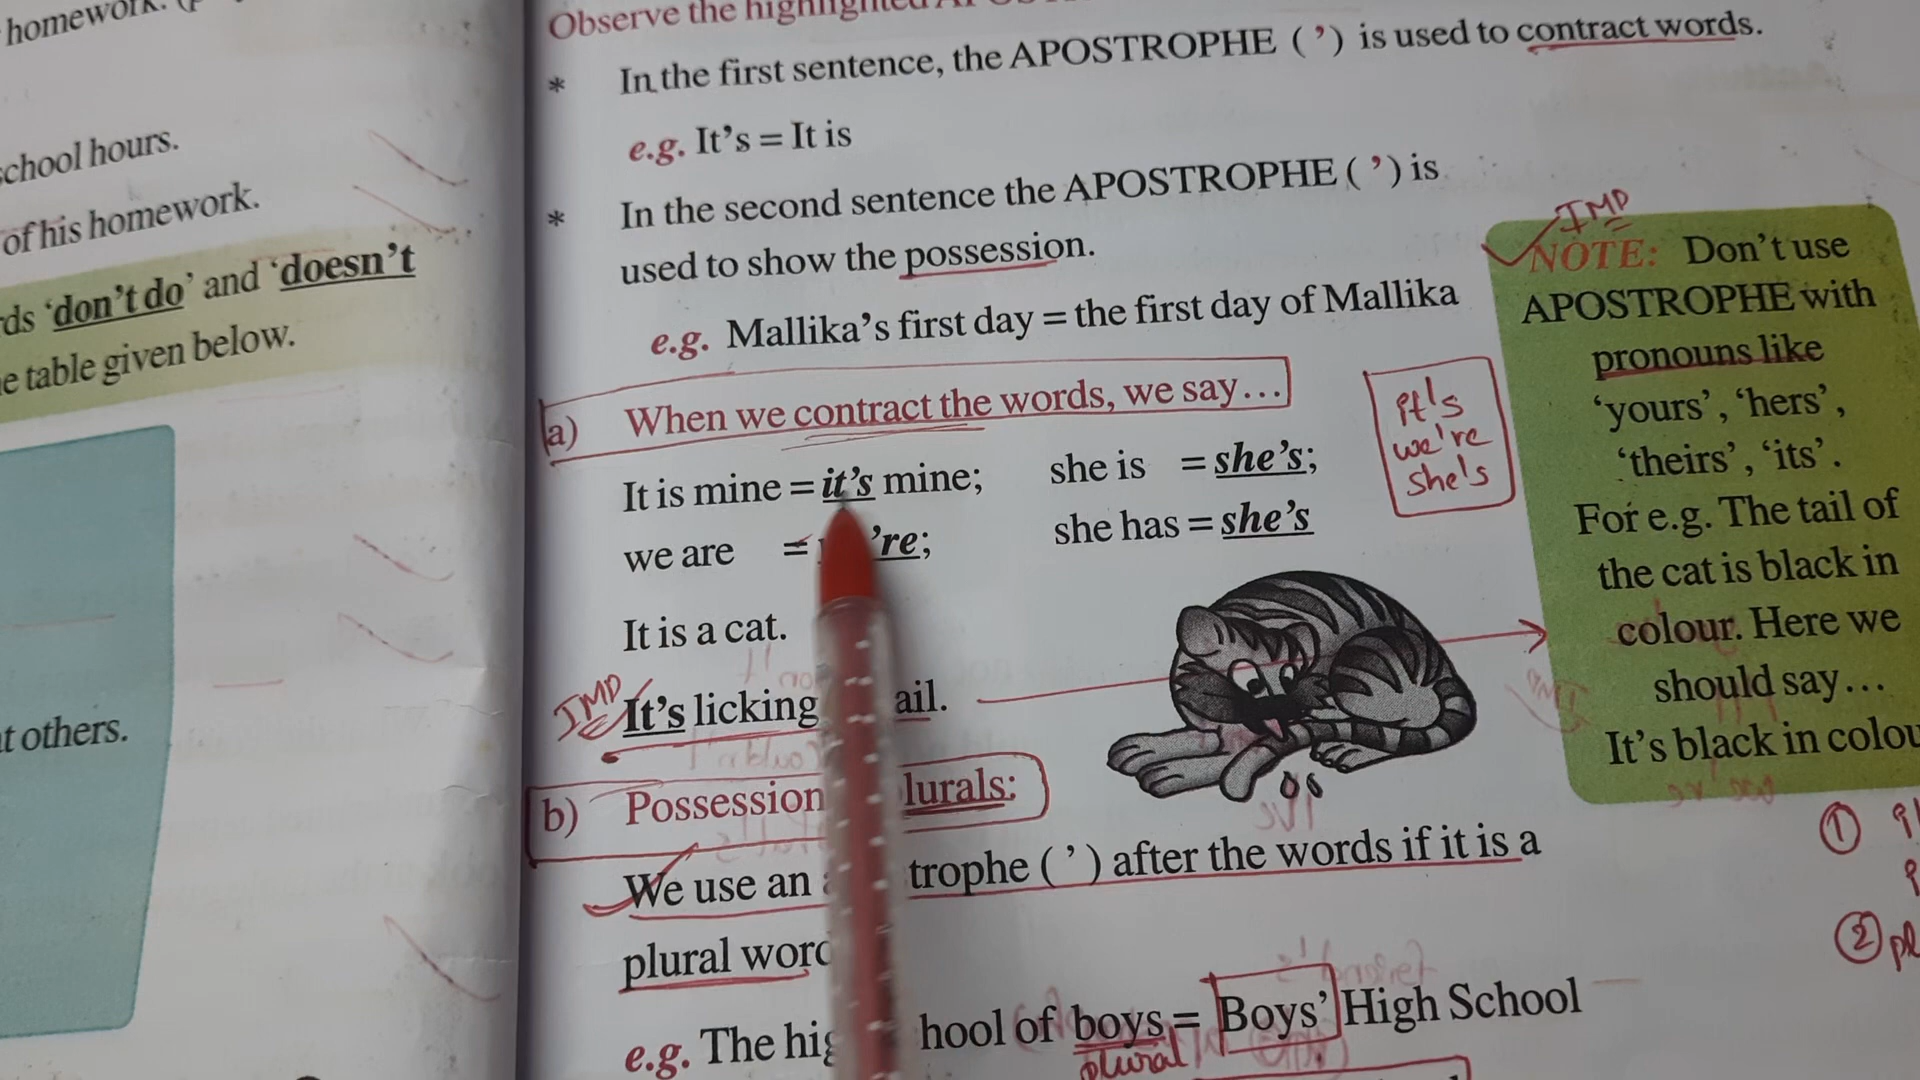 homework.
school hours.
of his homework.
'don't do' and 'doesn't
table given below.
t others.
Observe the highlighted
* In the first sentence, the APOSTROPHE ( ' ) is used to contract words.
e.g. It's = It is
* In the second sentence the APOSTROPHE ( ' ) is
used to show the possession.
e.g. Mallika's first day = the first day of Mallika
a) When we contract the words, we say...
It is mine = it's mine; she is = she's;
we are = 're; she has = she's
It is a cat.
IMP It's licking ail.
b) Possession lurals:
We use an trophe ( ' ) after the words if it is a
plural word
e.g. The hig hool of boys = Boys' High School
plural
it's
we're
she's
IMP
NOTE: Don't use
APOSTROPHE with
pronouns like
'yours', 'hers',
'theirs', 'its'.
For e.g. The tail of
the cat is black in
colour. Here we
should say...
It's black in colou
1
2 pl